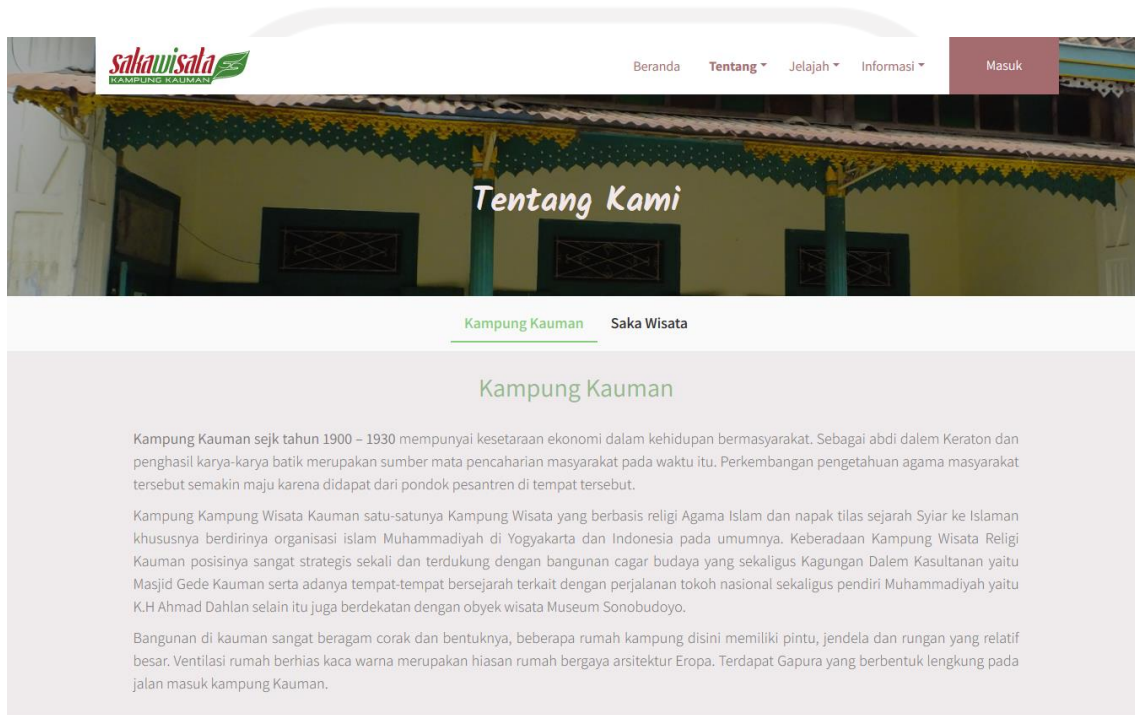 sakawisata
KAMPUNG KAUMAN
Beranda Tentang Jelajah Informasi Masuk
Tentang Kami
Kampung Kauman Saka Wisata
Kampung Kauman
Kampung Kauman sejk tahun 1900 – 1930 mempunyai kesetaraan ekonomi dalam kehidupan bermasyarakat. Sebagai abdi dalem Keraton dan
penghasil karya-karya batik merupakan sumber mata pencaharian masyarakat pada waktu itu. Perkembangan pengetahuan agama masyarakat
tersebut semakin maju karena didapat dari pondok pesantren di tempat tersebut.
Kampung Kampung Wisata Kauman satu-satunya Kampung Wisata yang berbasis religi Agama Islam dan napak tilas sejarah Syiar ke Islaman
khususnya berdirinya organisasi islam Muhammadiyah di Yogyakarta dan Indonesia pada umumnya. Keberadaan Kampung Wisata Religi
Kauman posisinya sangat strategis sekali dan terdukung dengan bangunan cagar budaya yang sekaligus Kagungan Dalem Kasultanan yaitu
Masjid Gede Kauman serta adanya tempat-tempat bersejarah terkait dengan perjalanan tokoh nasional sekaligus pendiri Muhammadiyah yaitu
K.H Ahmad Dahlan selain itu juga berdekatan dengan obyek wisata Museum Sonobudoyo.
Bangunan di kauman sangat beragam corak dan bentuknya, beberapa rumah kampung disini memiliki pintu, jendela dan rungan yang relatif
besar. Ventilasi rumah berhias kaca warna merupakan hiasan rumah bergaya arsitektur Eropa. Terdapat Gapura yang berbentuk lengkung pada
jalan masuk kampung Kauman.